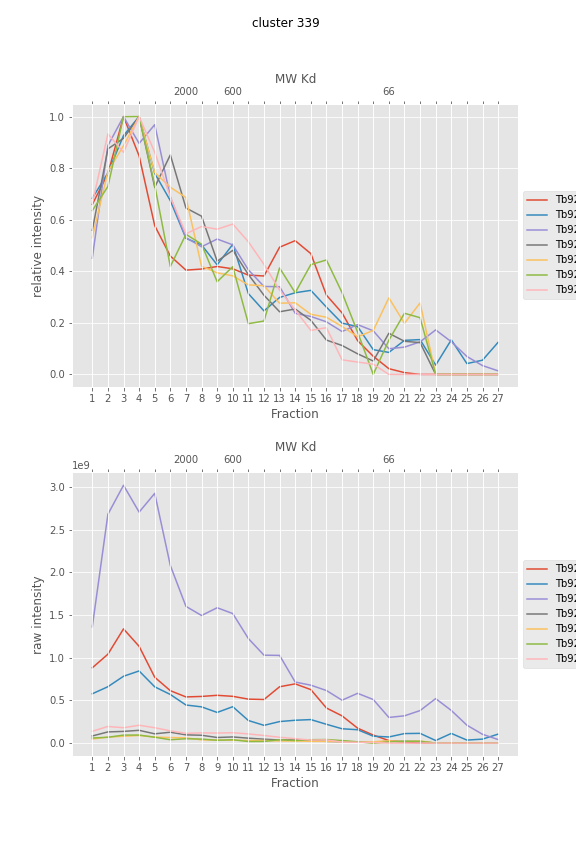 cluster 339
MW Kd
2000 600 66
1.0
0.8
0.6
0.4
0.2
0.0
relative intensity
Tb92
Tb92
Tb92
Tb92
Tb92
Tb92
Tb92
1 2 3 4 5 6 7 8 9 10 11 12 13 14 15 16 17 18 19 20 21 22 23 24 25 26 27
Fraction
MW Kd
2000 600 66
1e9
3.0
2.5
2.0
1.5
1.0
0.5
0.0
raw intensity
Tb92
Tb92
Tb92
Tb92
Tb92
Tb92
Tb92
1 2 3 4 5 6 7 8 9 10 11 12 13 14 15 16 17 18 19 20 21 22 23 24 25 26 27
Fraction